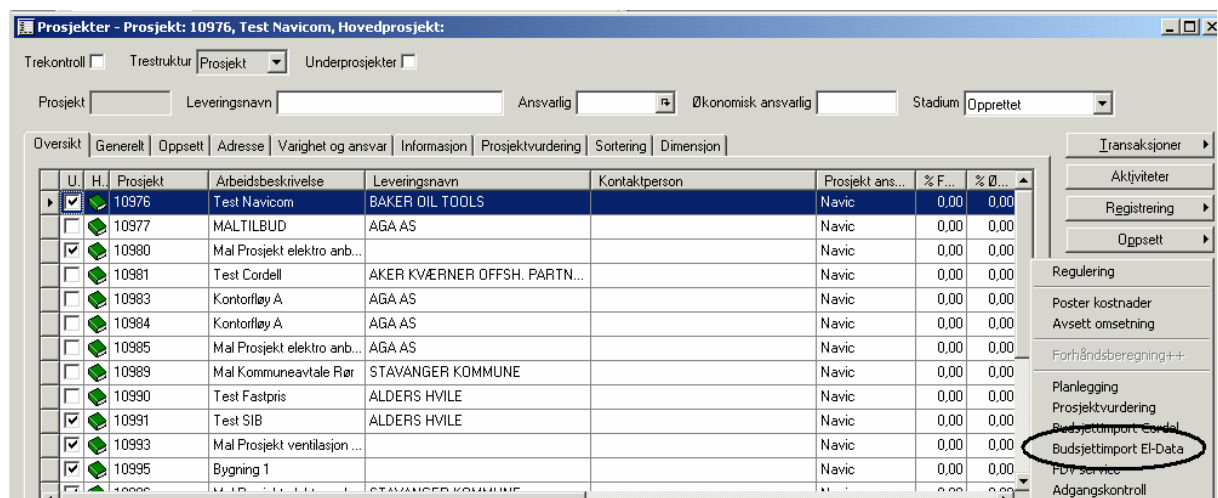 Prosjekter - Prosjekt: 10976, Test Navicom, Hovedprosjekt:
Trekontroll Trestruktur Prosjekt Underprosjekter
Prosjekt Leveringsnavn Ansvarlig Økonomisk ansvarlig Stadium Opprettet
Oversikt Generelt Oppsett Adresse Varighet og ansvar Informasjon Prosjektvurdering Sortering Dimensjon
Transaksjoner
Aktiviteter
Registrering
Oppsett
U. H.. Prosjekt Arbeidsbeskrivelse Leveringsnavn Kontaktperson Prosjekt ans... % F... % Ø...
10976 Test Navicom BAKER OIL TOOLS Navic 0,00 0,00
10977 MALTILBUD AGA AS Navic 0,00 0,00
10980 Mal Prosjekt elektro anb... Navic 0,00 0,00
10981 Test Cordell AKER KVÆRNER OFFSH. PARTN... Navic 0,00 0,00
10983 Kontorfløy A AGA AS Navic 0,00 0,00
10984 Kontorfløy A AGA AS Navic 0,00 0,00
10985 Mal Prosjekt elektro anb... AGA AS Navic 0,00 0,00
10989 Mal Kommuneavtale Rør STAVANGER KOMMUNE Navic 0,00 0,00
10990 Test Fastpris ALDERS HVILE Navic 0,00 0,00
10991 Test SIB ALDERS HVILE Navic 0,00 0,00
10993 Mal Prosjekt ventilasjon ... Navic 0,00 0,00
10995 Bygning 1 Navic 0,00 0,00
Regulering
Poster kostnader
Avsett omsetning
Forhåndsberegning++
Planlegging
Prosjektvurdering
Budsjettimport Cordel
Budsjettimport El-Data
FDV service
Adgangskontroll